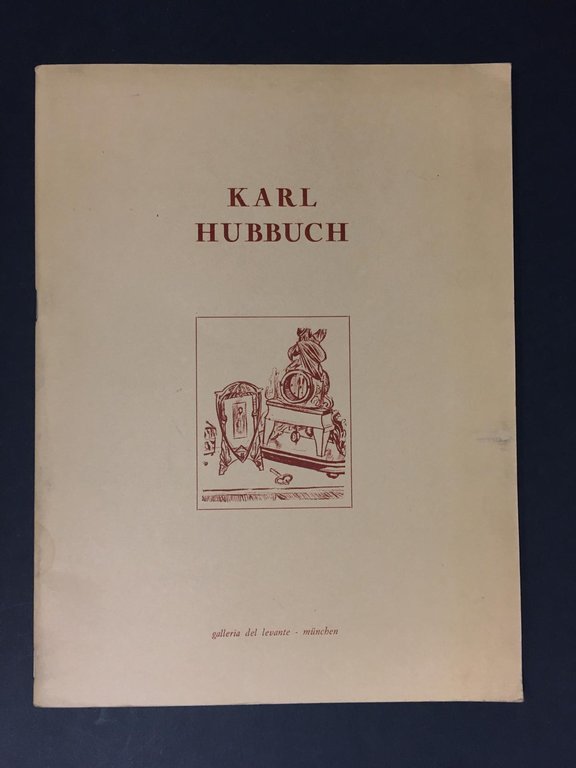 KARL
HUBBUCH
galleria del levante - münchen